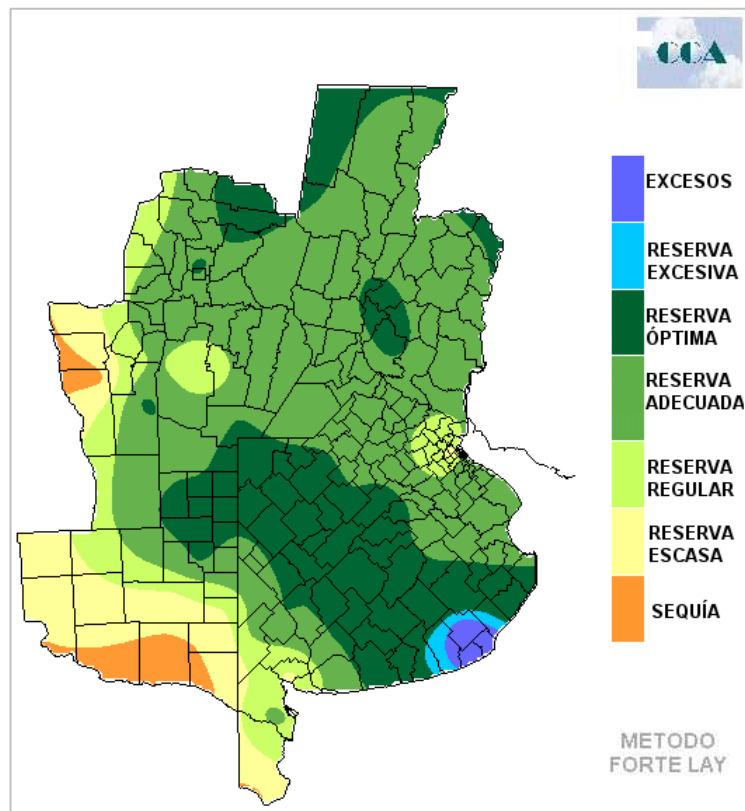 CCA
EXCESOS
RESERVA
EXCESIVA
RESERVA
ÓPTIMA
RESERVA
ADECUADA
RESERVA
REGULAR
RESERVA
ESCASA
SEQUÍA
METODO
FORTE LAY